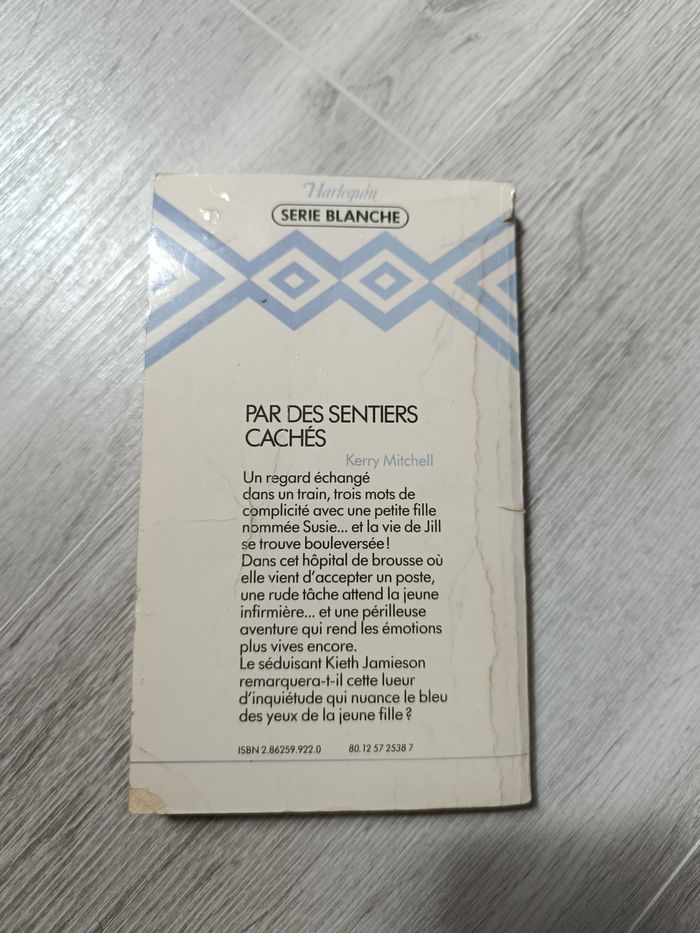 Harlequin
SERIE BLANCHE
PAR DES SENTIERS
CACHÉS
Kerry Mitchell
Un regard échangé
dans un train, trois mots de
complicité avec une petite fille
nommée Susie... et la vie de Jill
se trouve bouleversée!
Dans cet hôpital de brousse où
elle vient d'accepter un poste,
une rude tâche attend la jeune
infirmière... et une périlleuse
aventure qui rend les émotions
plus vives encore.
Le séduisant Kieth Jamieson
remarquera-t-il cette lueur
d'inquiétude qui nuance le bleu
des yeux de la jeune fille?
ISBN 2.86259.922.0 80.12 57 2538 7